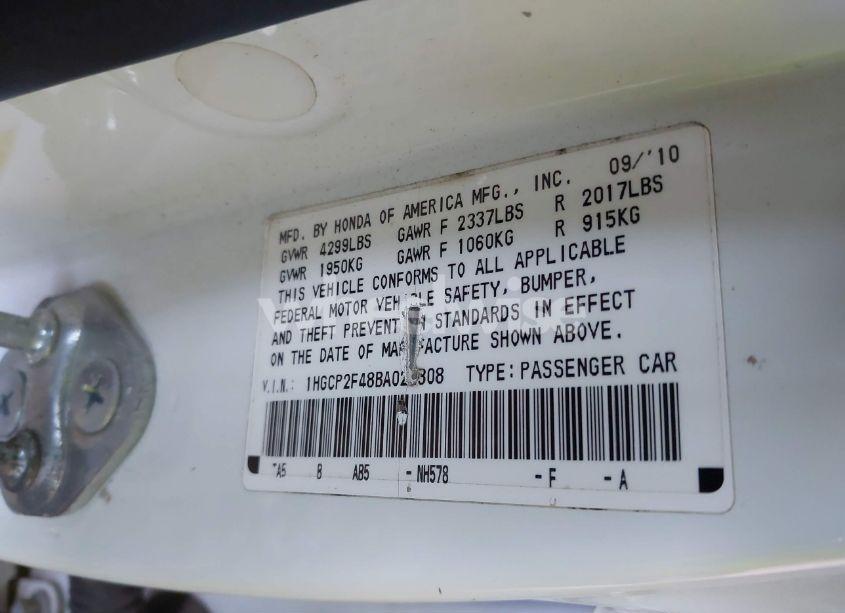 MFD. BY HONDA OF AMERICA MFG., INC. 09/'10
GVWR 4299LBS GAWR F 2337LBS R 2017LBS
GVWR 1950KG GAWR F 1060KG R 915KG
THIS VEHICLE CONFORMS TO ALL APPLICABLE
FEDERAL MOTOR VEHICLE SAFETY, BUMPER,
AND THEFT PREVENTION STANDARDS IN EFFECT
ON THE DATE OF MANUFACTURE SHOWN ABOVE.
V.I.N.: TYPE: PASSENGER CAR
TA5 B AB5 -NH578 -F -A